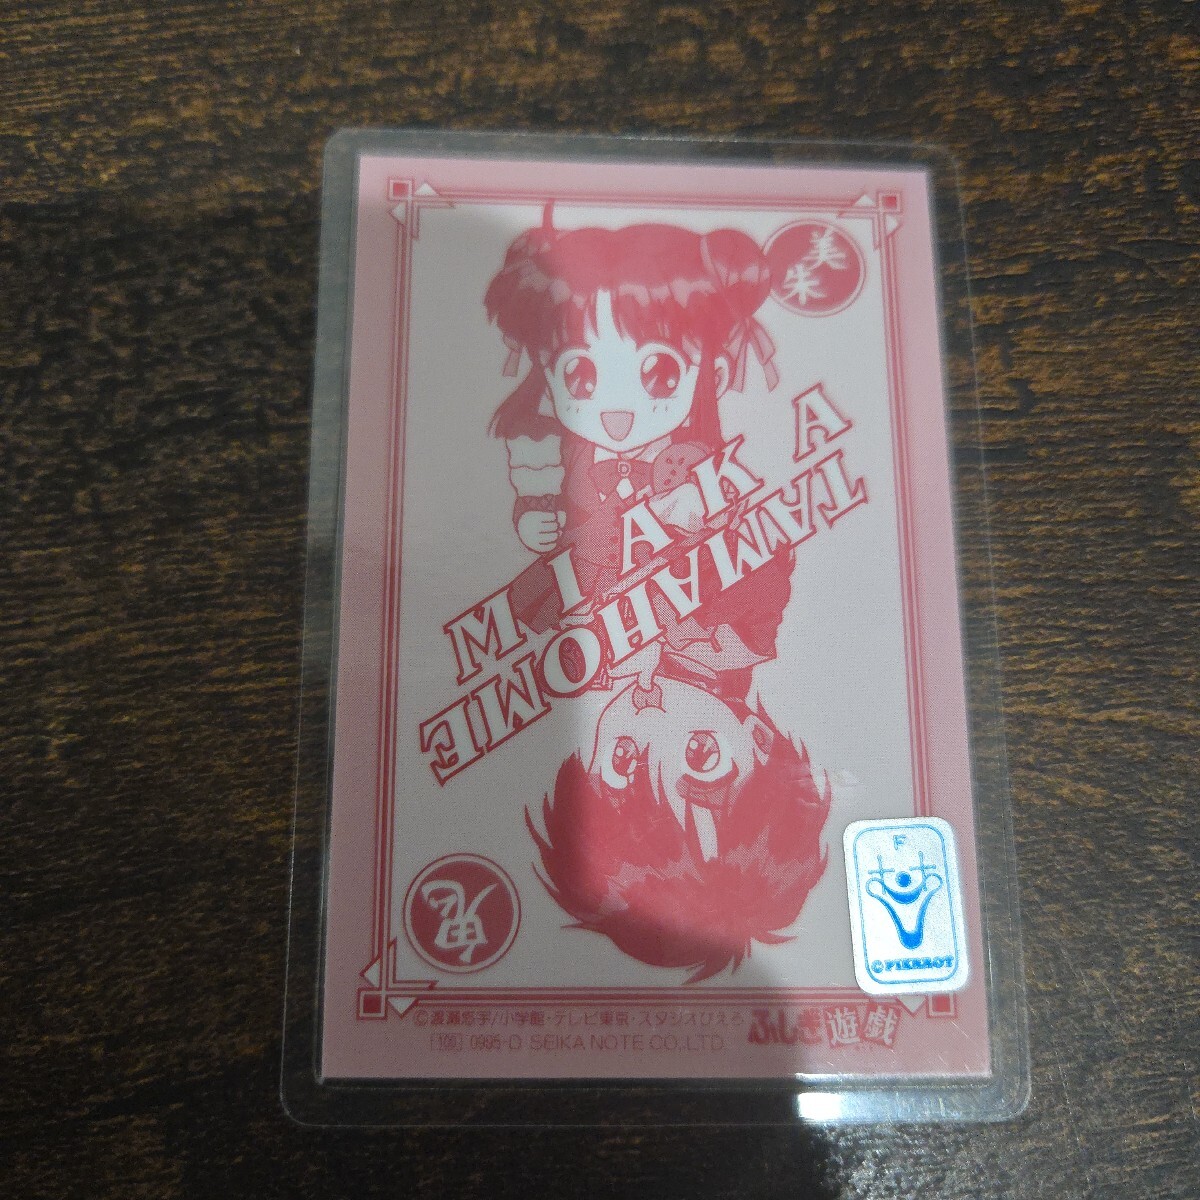 美朱
MIAKA
TAMAHOME
鬼
F
©PIERROT
©渡瀬悠宇/小学館・テレビ東京・スタジオぴえろ
ふしぎ遊戯
100 0995-D SEIKA NOTE CO.,LTD.